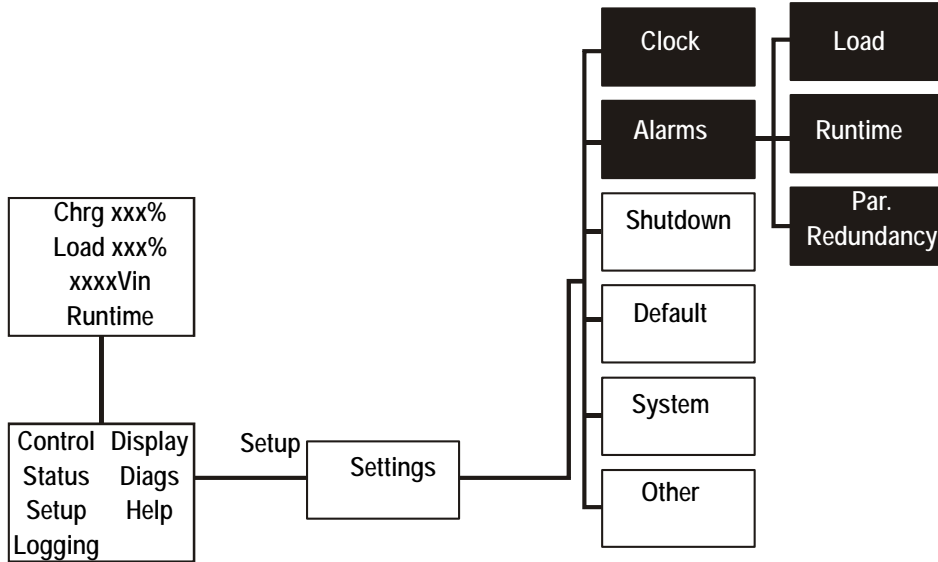 Chrg xxx%
Load xxx%
xxxxVin
Runtime
Control Display
Status Diags
Setup Help
Logging
Setup
Settings
Clock
Alarms
Shutdown
Default
System
Other
Load
Runtime
Par.
Redundancy